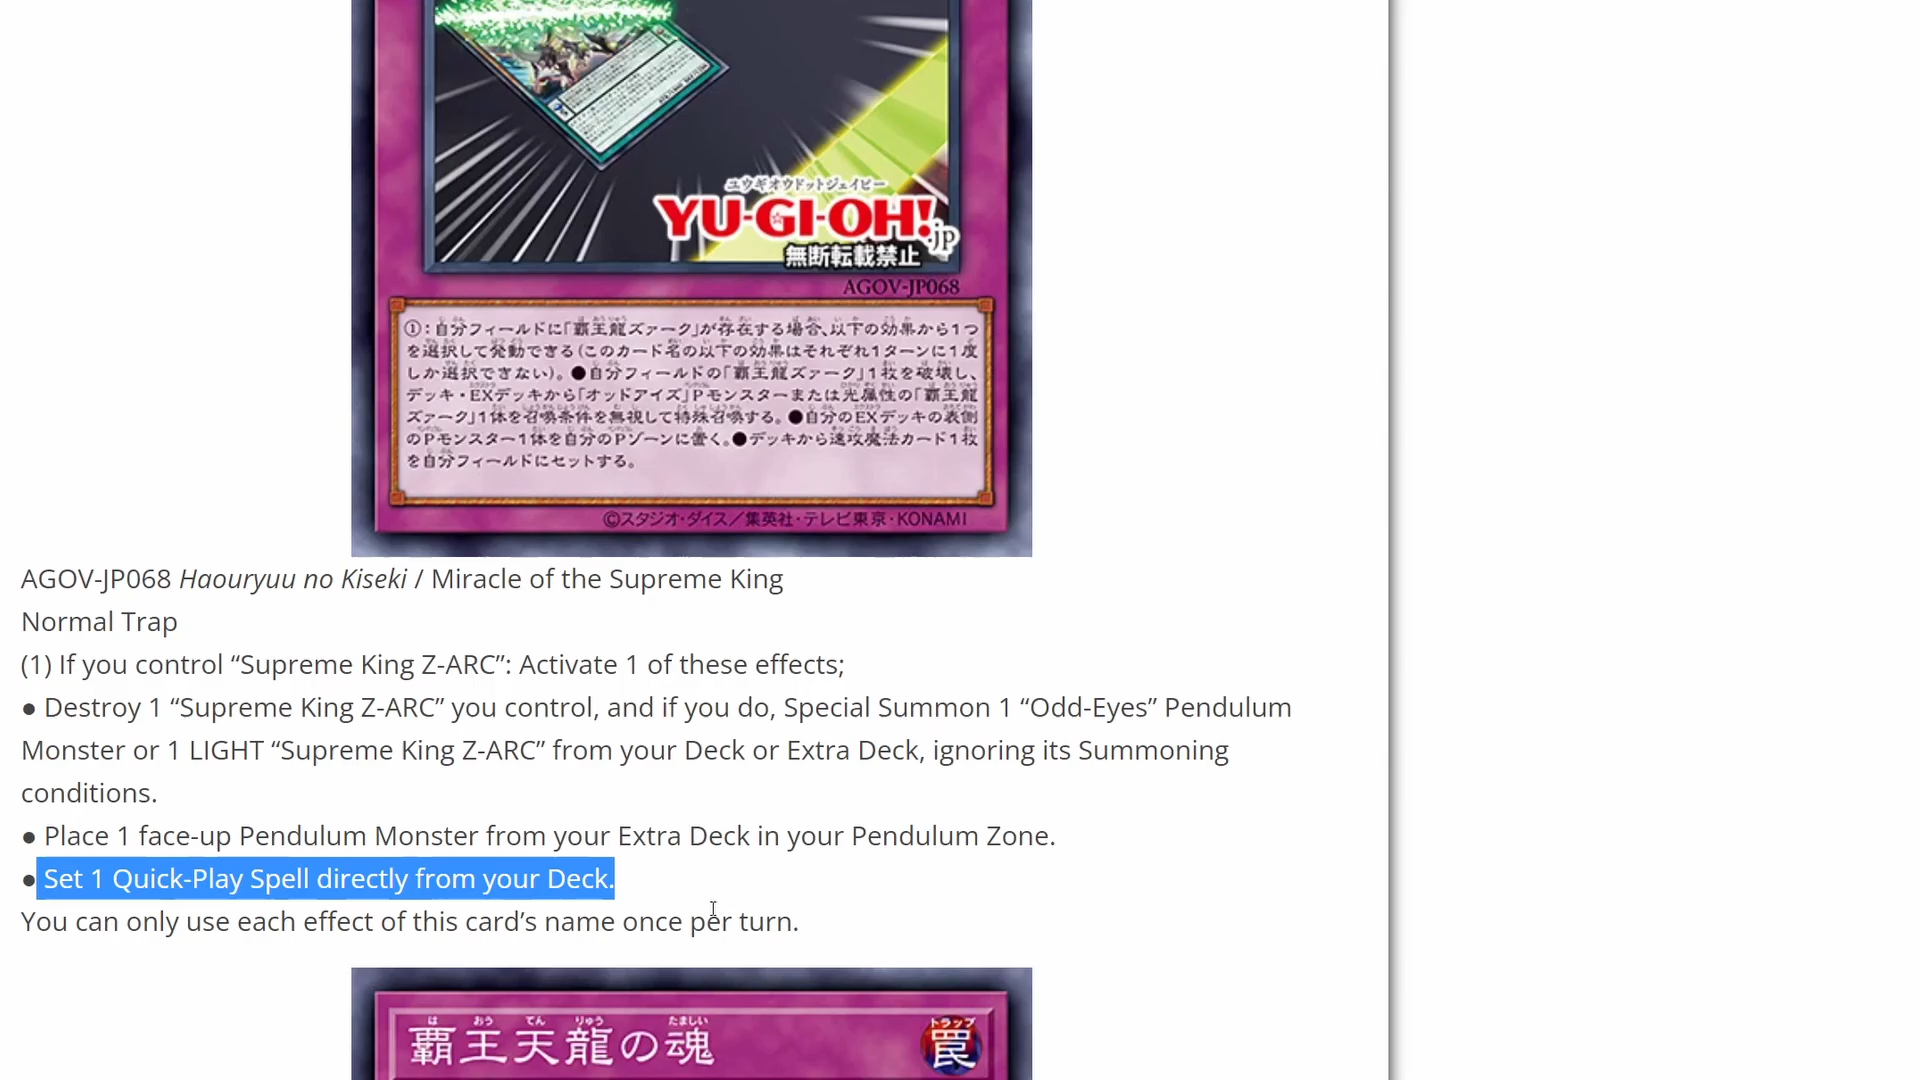 ユウギオウドットジェイピー
YU-GI-OH!.jp
無断転載禁止
AGOV-JP068
①:自分フィールドに「覇王龍ズァーク」が存在する場合、以下の効果から1つ
を選択して発動できる(このカード名の以下の効果はそれぞれ1ターンに1度
しか選択できない)。●自分フィールドの「覇王龍ズァーク」1枚を破壊し、
デッキ・EXデッキから「オッドアイズ」Pモンスターまたは光属性の「覇王龍
ズァーク」1体を召喚条件を無視して特殊召喚する。●自分のEXデッキの表側
のPモンスター1体を自分のPゾーンに置く。●デッキから速攻魔法カード1枚
を自分フィールドにセットする。
©スタジオ・ダイス/集英社・テレビ東京・KONAMI
AGOV-JP068 Haouryuu no Kiseki / Miracle of the Supreme King
Normal Trap
(1) If you control “Supreme King Z-ARC”: Activate 1 of these effects;
● Destroy 1 “Supreme King Z-ARC” you control, and if you do, Special Summon 1 “Odd-Eyes” Pendulum
Monster or 1 LIGHT “Supreme King Z-ARC” from your Deck or Extra Deck, ignoring its Summoning
conditions.
● Place 1 face-up Pendulum Monster from your Extra Deck in your Pendulum Zone.
● Set 1 Quick-Play Spell directly from your Deck.
You can only use each effect of this card’s name once per turn.
覇王天龍の魂
トラップ
罠